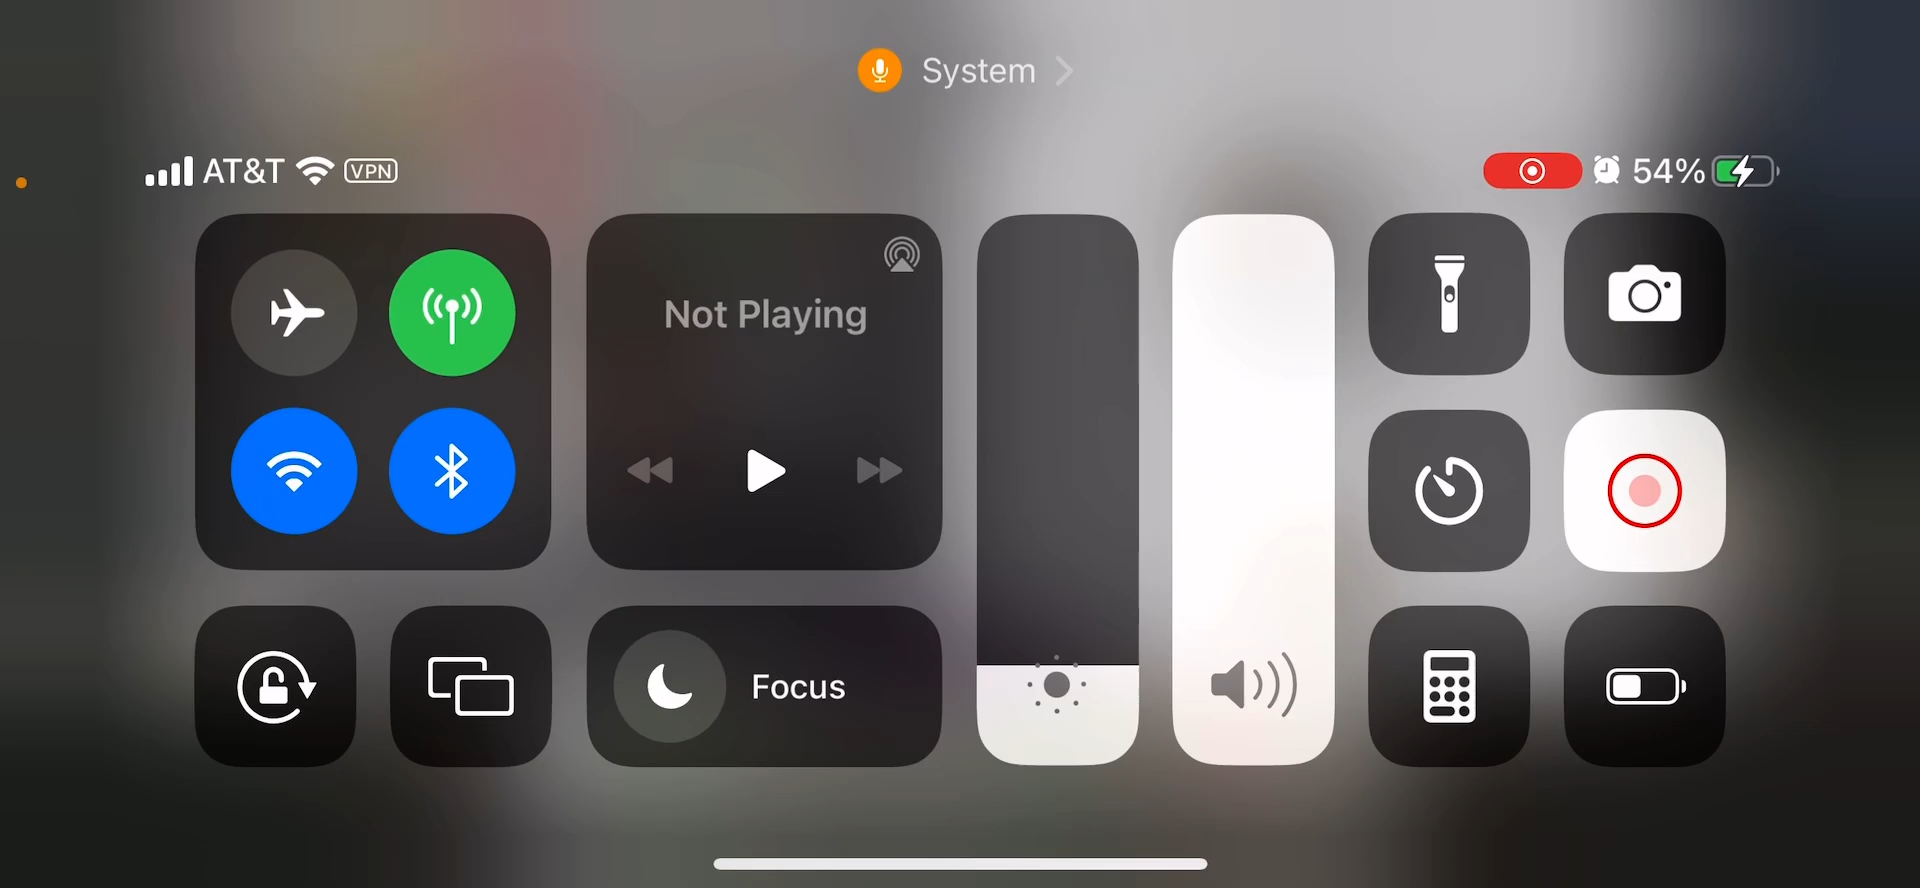 System
AT&T VPN
54%
Not Playing
Focus